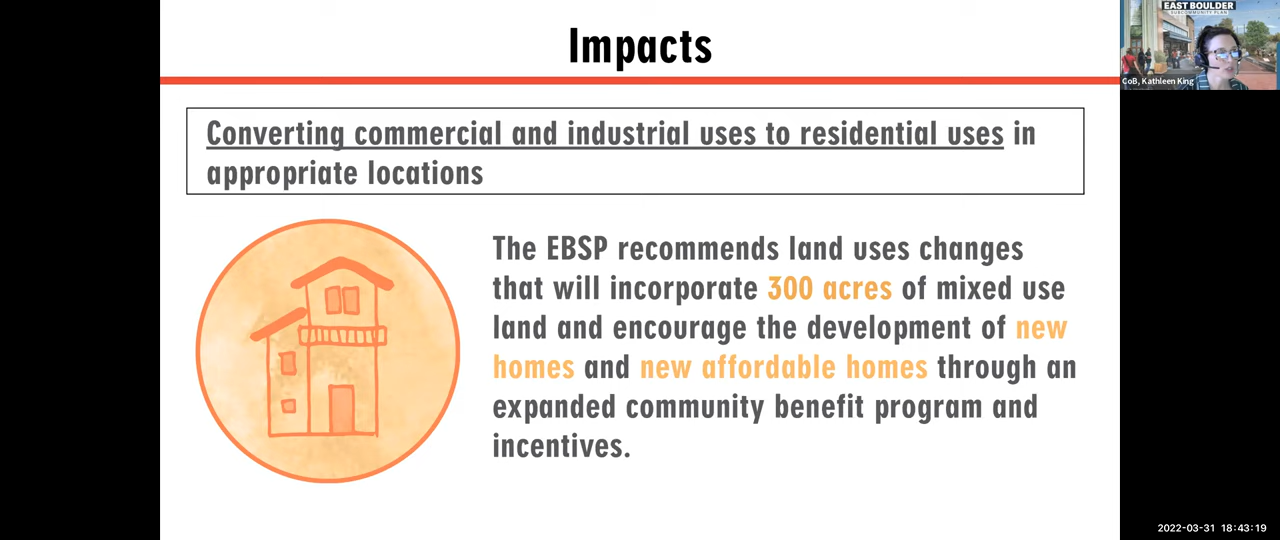 Impacts
Converting commercial and industrial uses to residential uses in
appropriate locations
The EBSP recommends land uses changes
that will incorporate 300 acres of mixed use
land and encourage the development of new
homes and new affordable homes through an
expanded community benefit program and
incentives.
EAST BOULDER
SUBCOMMUNITY PLAN
CoB, Kathleen King
2022-03-31 18:43:19